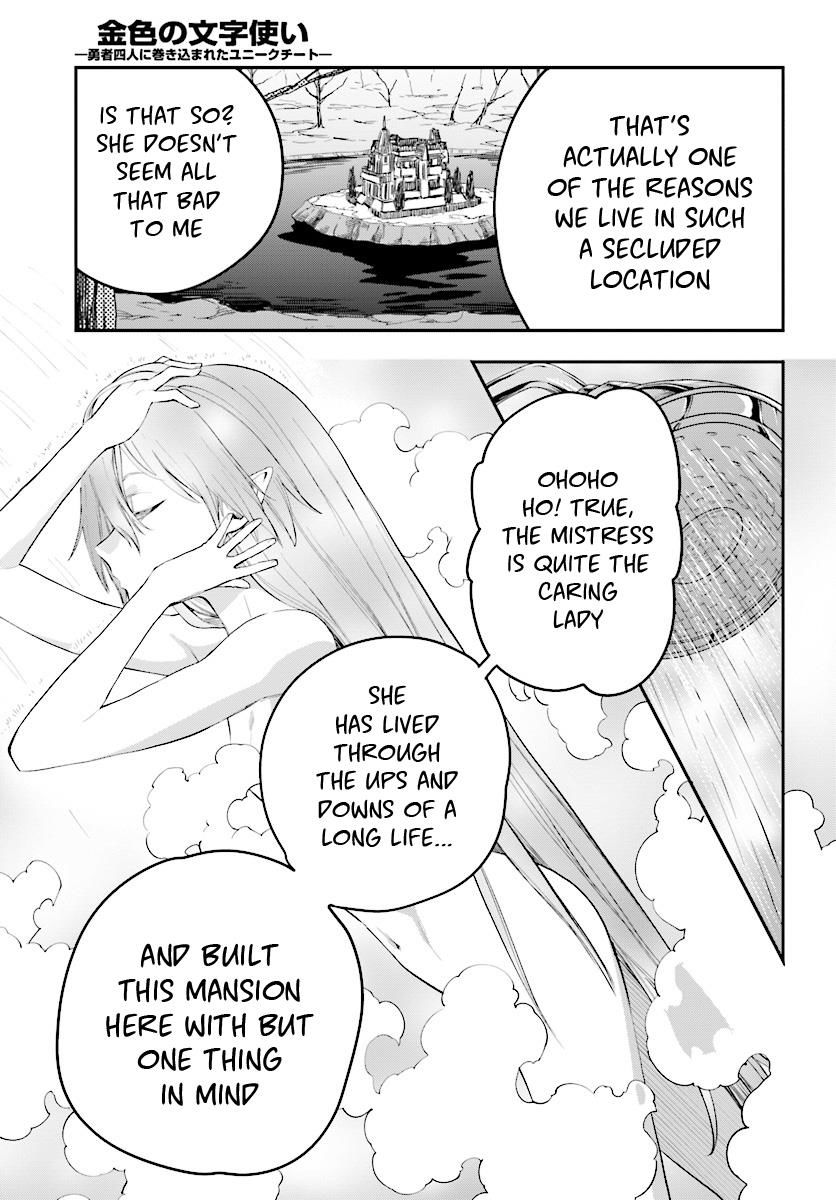 金色の文字使い
―勇者四人に巻き込まれたユニークチート―
THAT'S
ACTUALLY ONE
OF THE REASONS
WE LIVE IN SUCH
A SECLUDED
LOCATION
IS THAT SO?
SHE DOESN'T
SEEM ALL
THAT BAD
TO ME
OHOHO
HO! TRUE,
THE MISTRESS
IS QUITE THE
CARING
LADY
SHE
HAS LIVED
THROUGH
THE UPS AND
DOWNS OF A
LONG LIFE...
AND BUILT
THIS MANSION
HERE WITH BUT
ONE THING
IN MIND